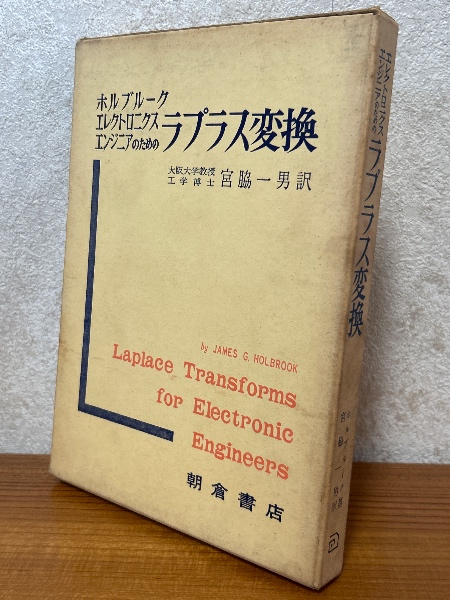 ホルブルーク
エレクトロニクス
エンジニアのための
ラプラス変換
大阪大学教授
工学博士
宮脇一男訳
by JAMES G. HOLBROOK
Laplace Transforms
for Electronic
Engineers
朝倉書店
エレクトロニクス
エンジニアのための
ラプラス変換
宮脇一男訳